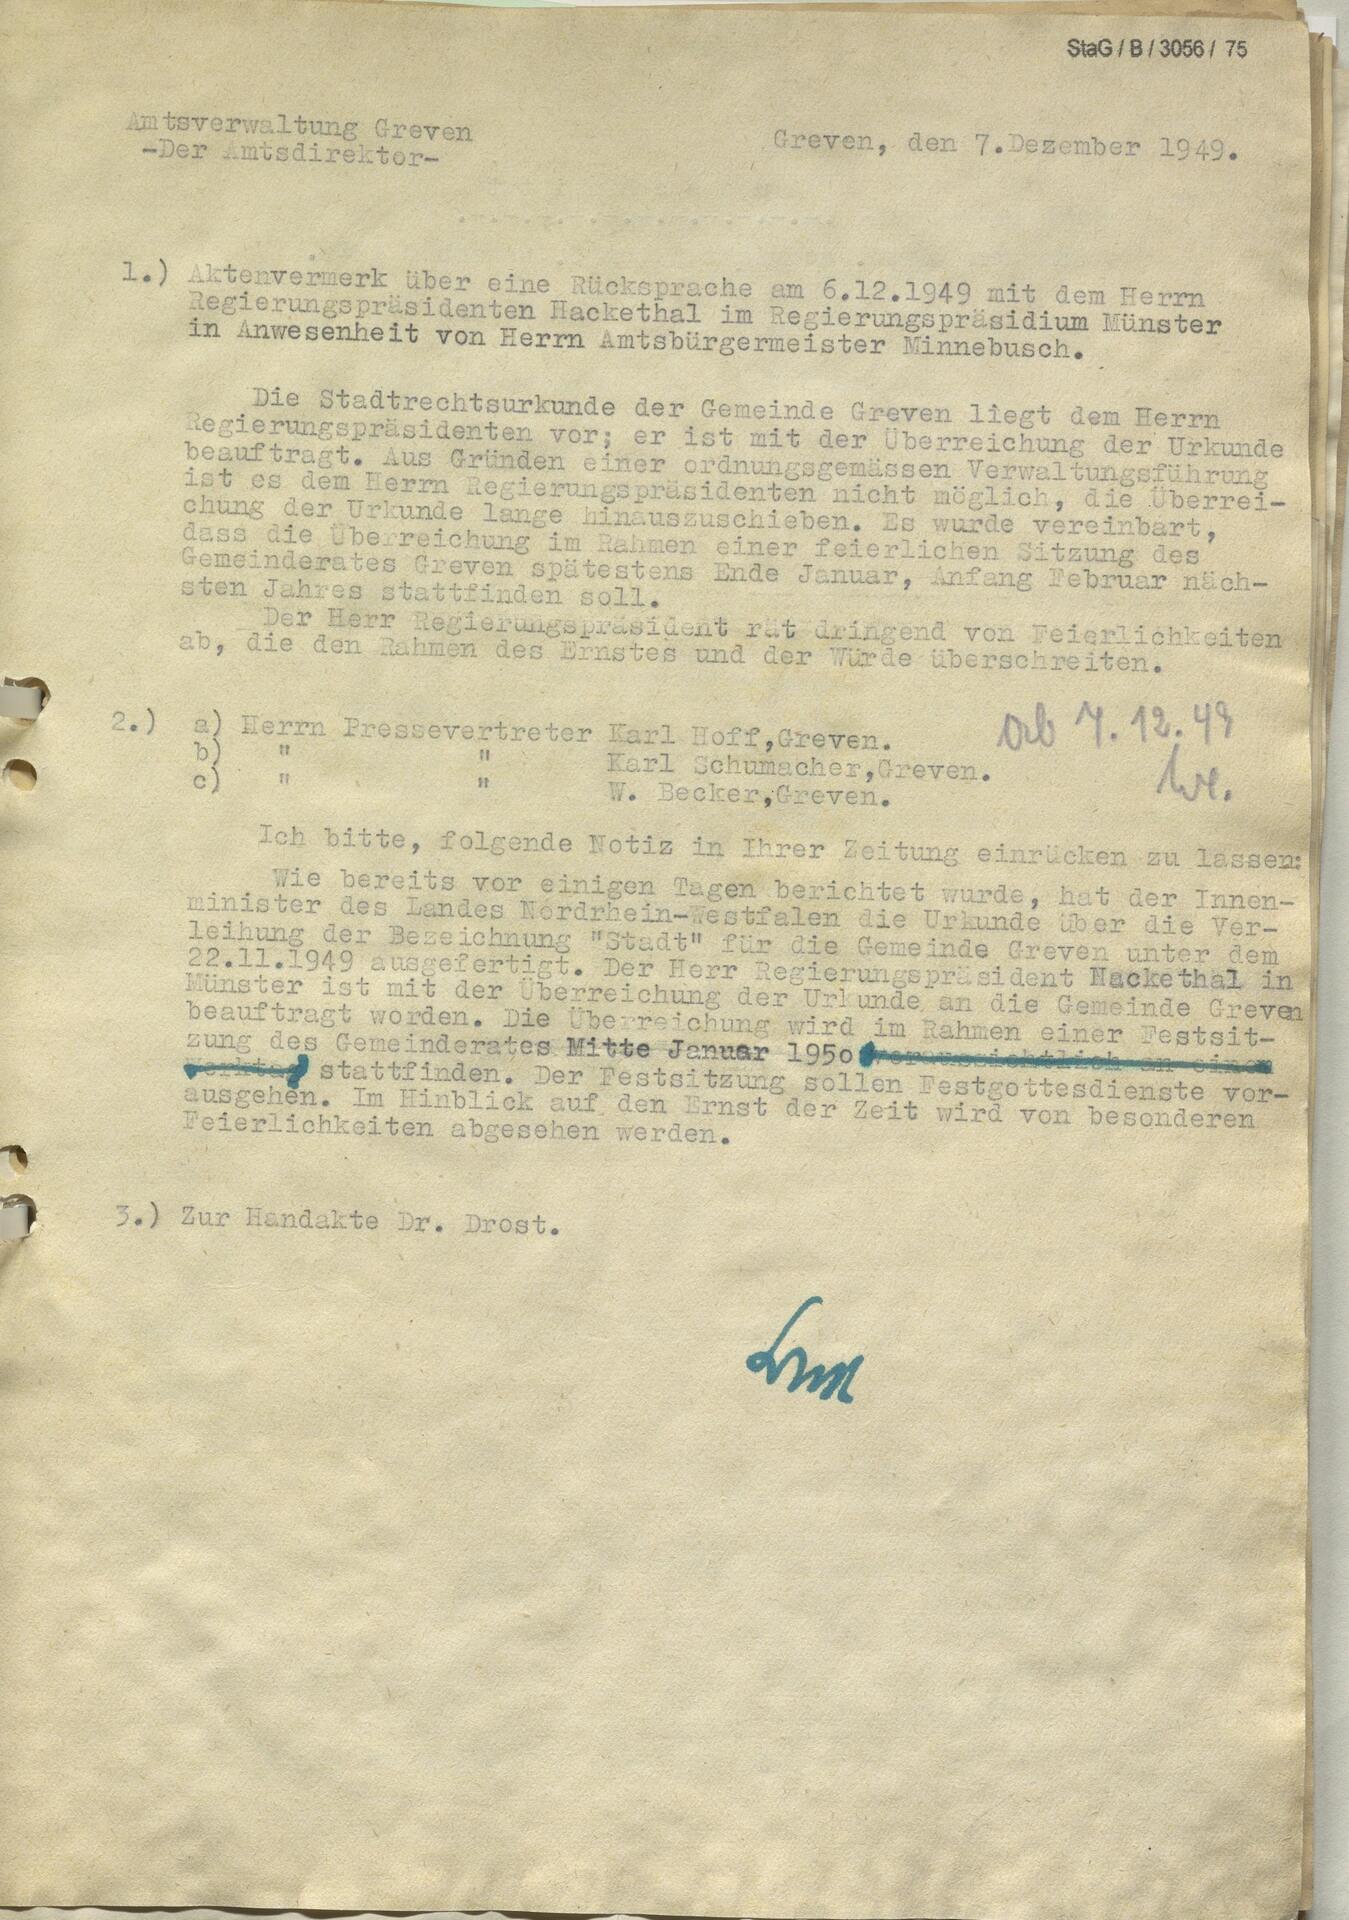 StaG / B / 3056 / 75
Amtsverwaltung Greven
-Der Amtsdirektor-
Greven, den 7.Dezember 1949.
1.) Aktenvermerk über eine Rücksprache am 6.12.1949 mit dem Herrn
Regierungspräsidenten Hackethal im Regierungspräsidium Münster
in Anwesenheit von Herrn Amtsbürgermeister Minnebusch.
Die Stadtrechtsurkunde der Gemeinde Greven liegt dem Herrn
Regierungspräsidenten vor; er ist mit der Überreichung der Urkunde
beauftragt. Aus Gründen einer ordnungsgemässen Verwaltungsführung
ist es dem Herrn Regierungspräsidenten nicht möglich, die Überrei-
chung der Urkunde lange hinauszuschieben. Es wurde vereinbart,
dass die Überreichung im Rahmen einer feierlichen Sitzung des
Gemeinderates Greven spätestens Ende Januar, Anfang Februar näch-
sten Jahres stattfinden soll.
Der Herr Regierungspräsident rät dringend von Feierlichkeiten
ab, die den Rahmen des Ernstes und der Würde überschreiten.
2.) a) Herrn Pressevertreter Karl Hoff,Greven.
b) " " Karl Schumacher,Greven.
c) " " W. Becker,Greven.
ab 7.12.49
Ich bitte, folgende Notiz in Ihrer Zeitung einrücken zu lassen:
Wie bereits vor einigen Tagen berichtet wurde, hat der Innen-
minister des Landes Nordrhein-Westfalen die Urkunde über die Ver-
leihung der Bezeichnung "Stadt" für die Gemeinde Greven unter dem
22.11.1949 ausgefertigt. Der Herr Regierungspräsident Hackethal in
Münster ist mit der Überreichung der Urkunde an die Gemeinde Greven
beauftragt worden. Die Überreichung wird im Rahmen einer Festsit-
zung des Gemeinderates Mitte Januar 1950 voraussichtlich an einem
Werktag stattfinden. Der Festsitzung sollen Festgottesdienste vor-
ausgehen. Im Hinblick auf den Ernst der Zeit wird von besonderen
Feierlichkeiten abgesehen werden.
3.) Zur Handakte Dr. Drost.